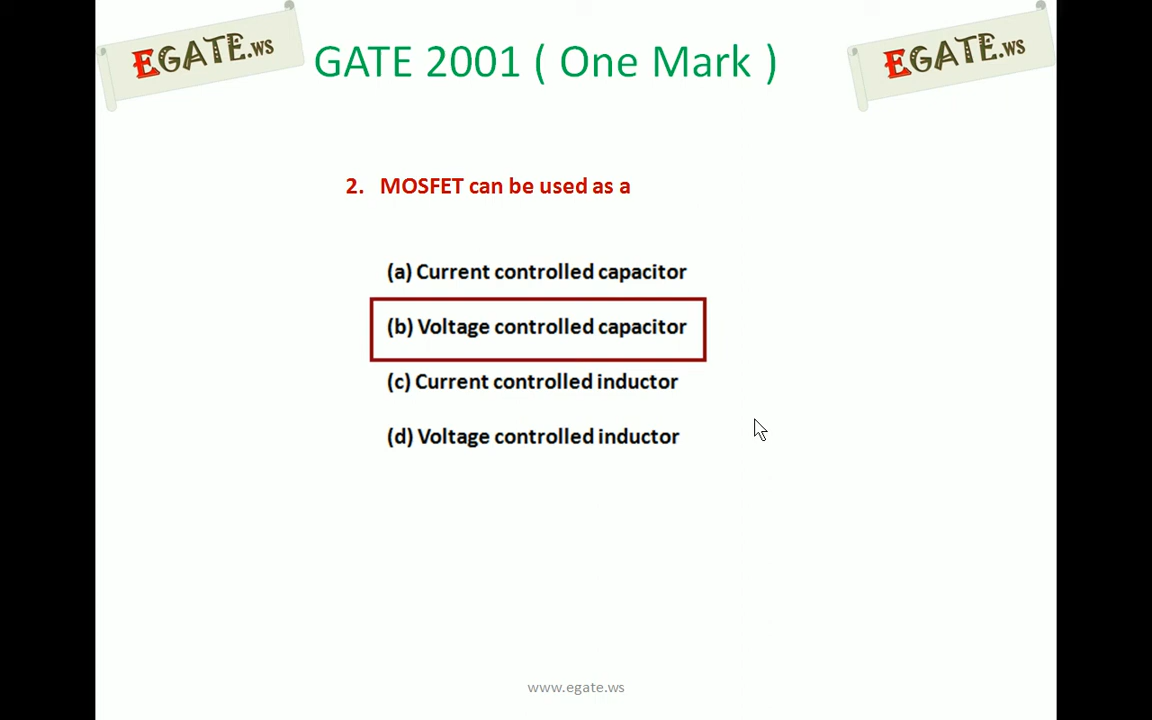 EGATE.ws
GATE 2001 ( One Mark )
EGATE.ws
2. MOSFET can be used as a
(a) Current controlled capacitor
(b) Voltage controlled capacitor
(c) Current controlled inductor
(d) Voltage controlled inductor
www.egate.ws